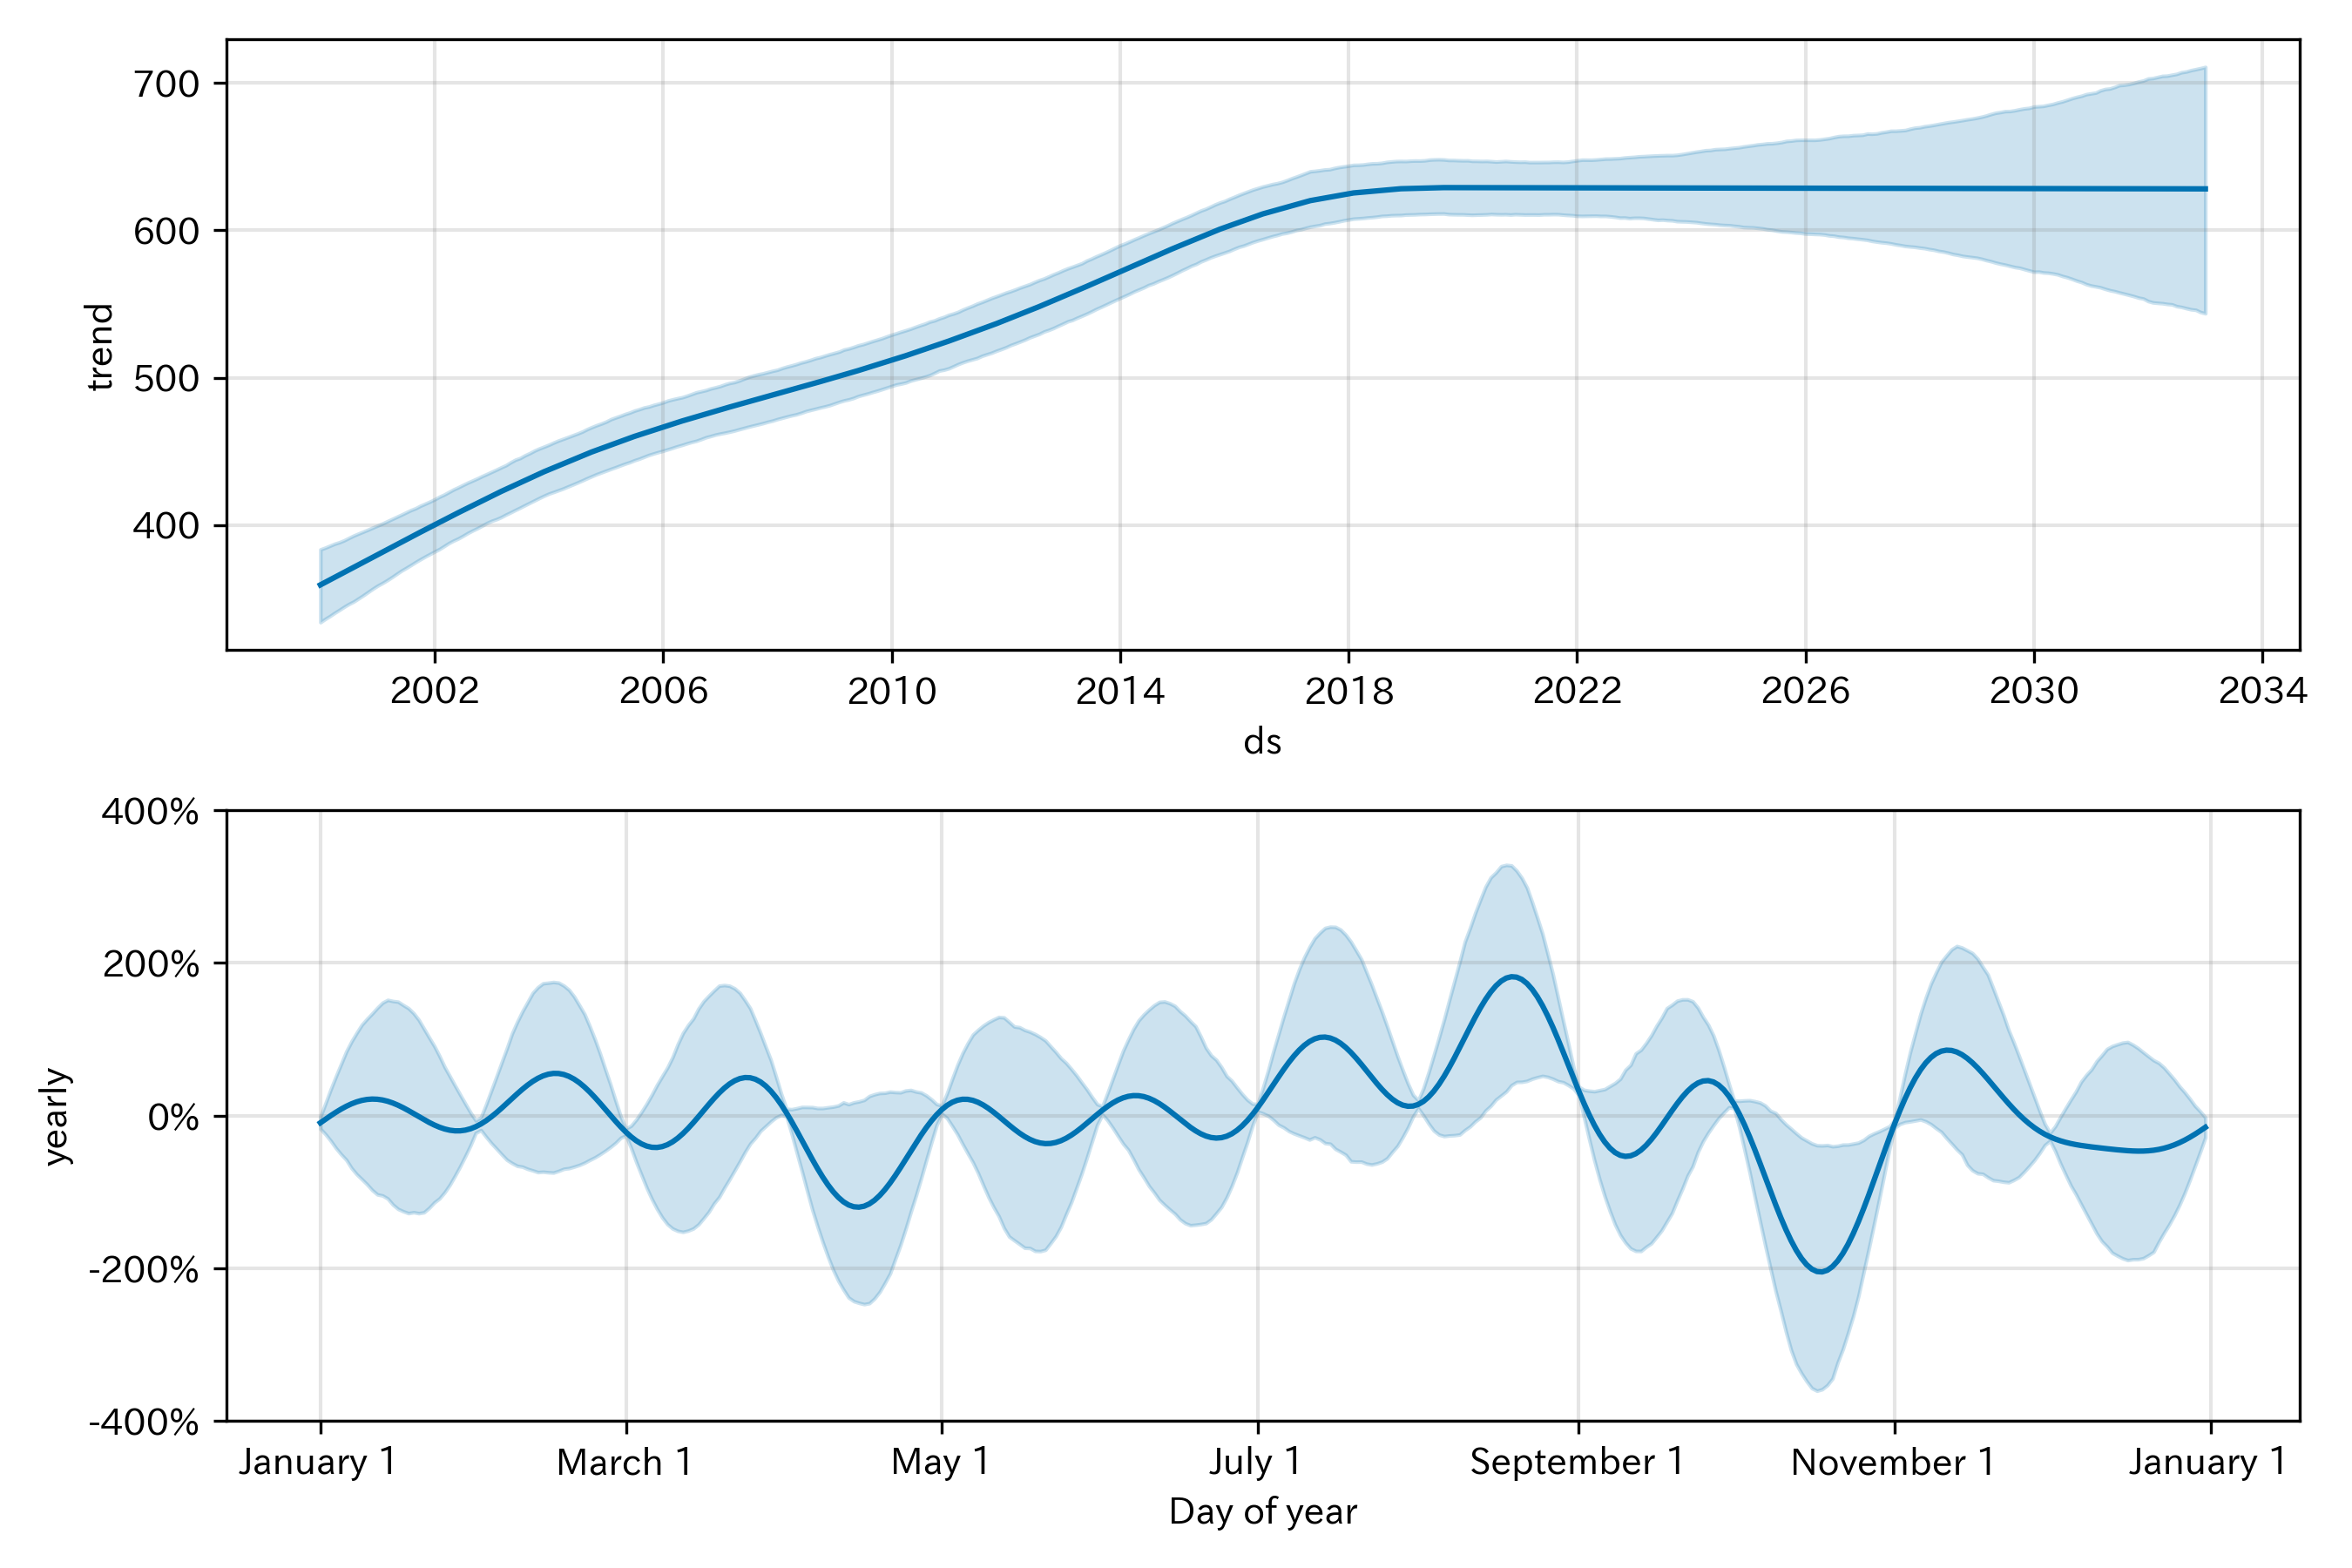 700
600
500
400
trend
2002 2006 2010 2014 2018 2022 2026 2030 2034
ds
400%
200%
0%
-200%
-400%
yearly
January 1 March 1 May 1 July 1 September 1 November 1 January 1
Day of year